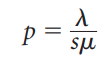 p = λ / sμ